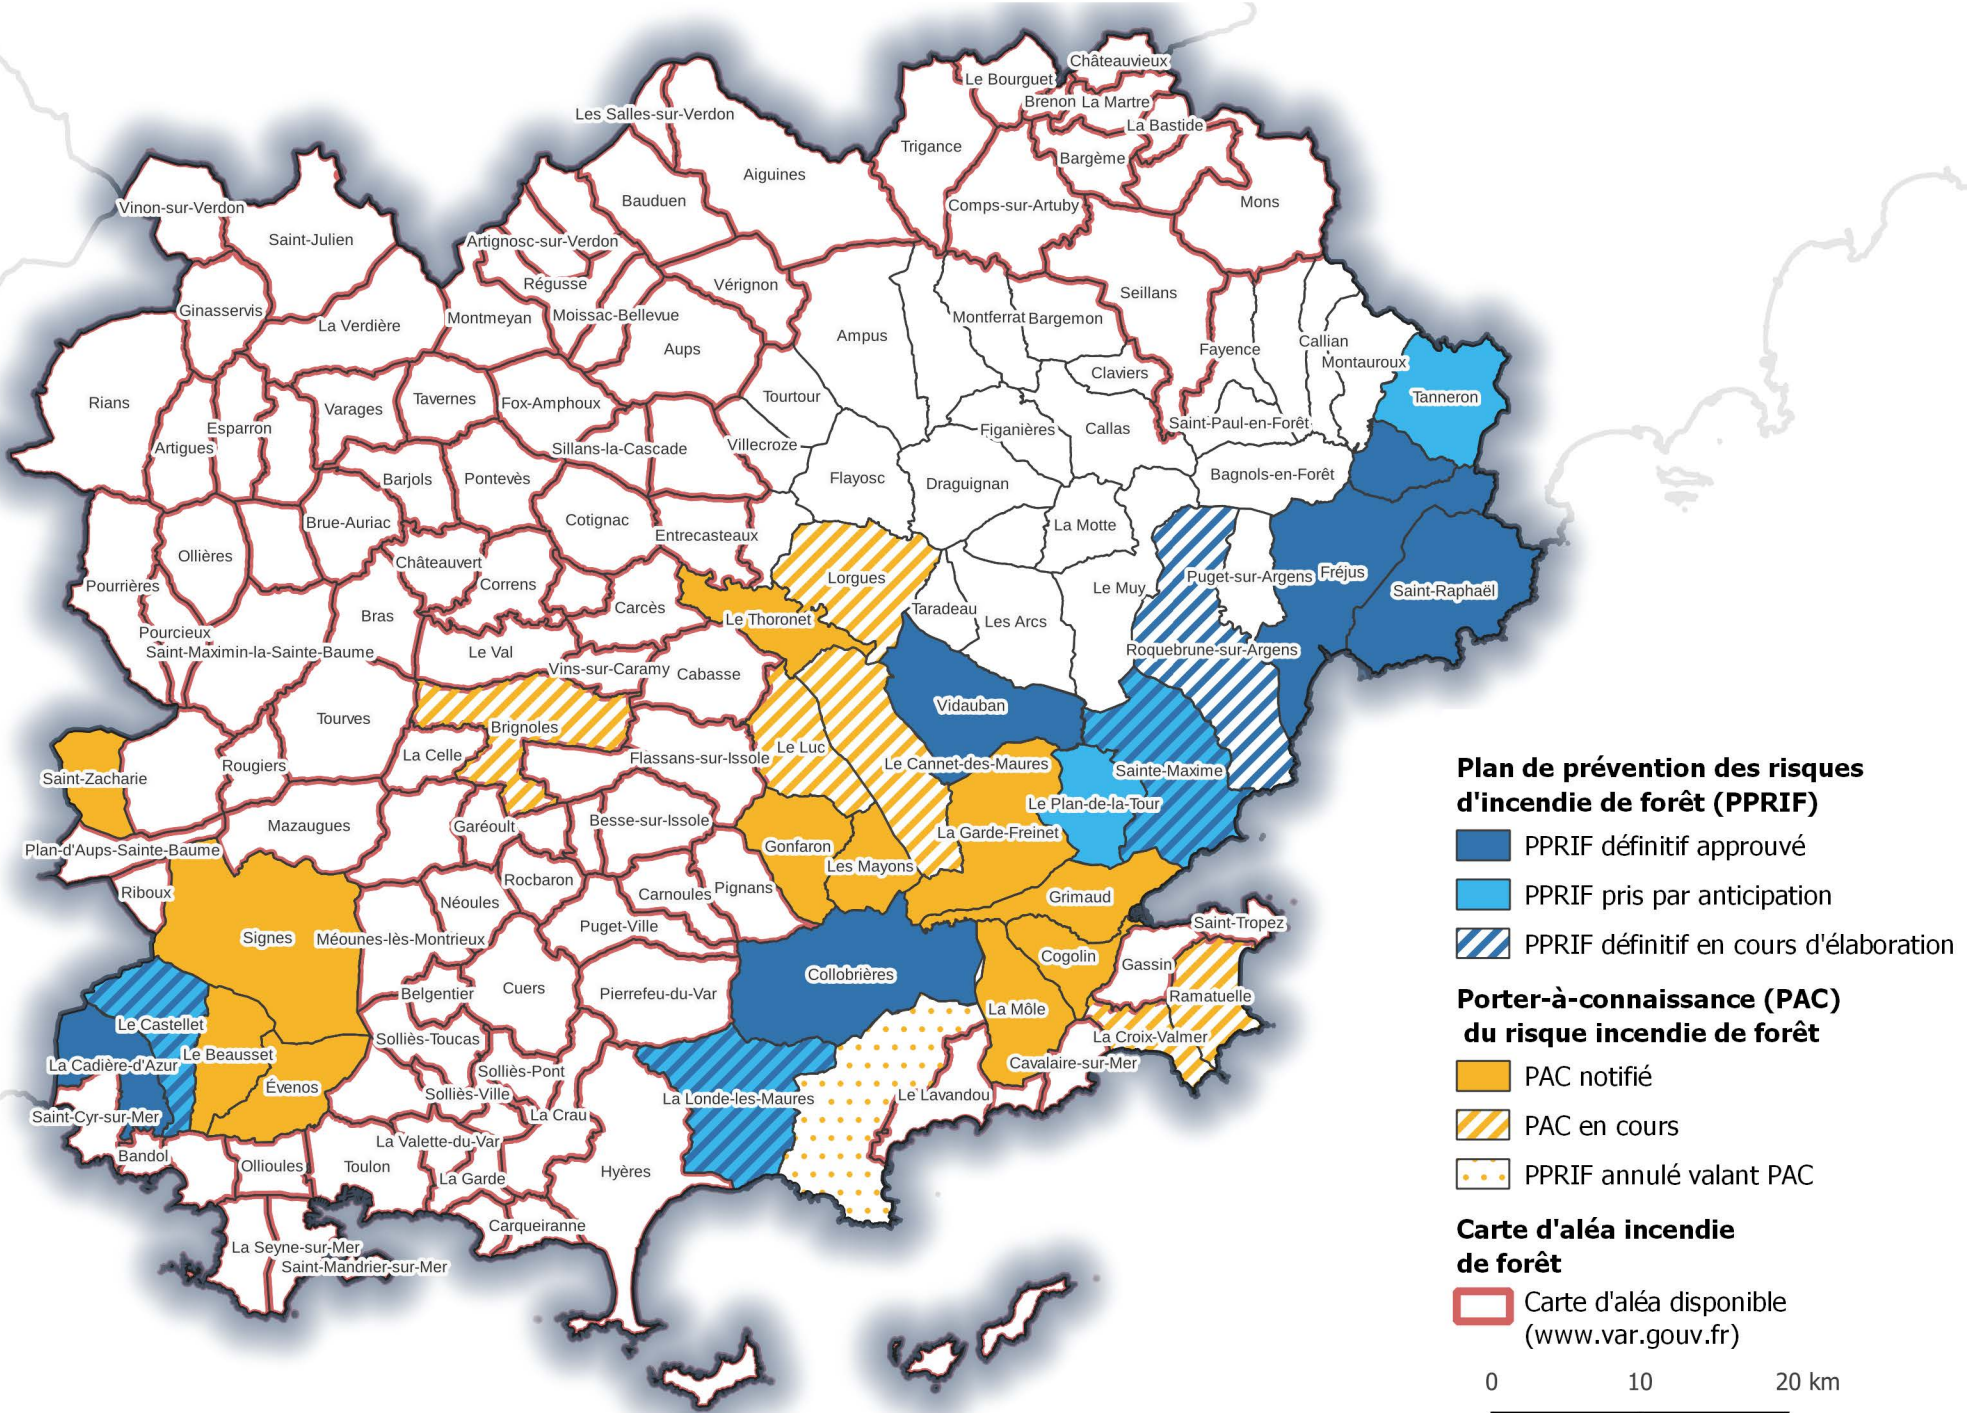 Châteauvieux
Le Bourguet
Brenon
La Martre
Les Salles-sur-Verdon
La Bastide
Trigance
Bargème
Aiguines
Bauduen
Comps-sur-Artuby
Mons
Vinon-sur-Verdon
Saint-Julien
Artignosc-sur-Verdon
Régusse
Vérignon
Seillans
Ginasservis
La Verdière
Montmeyan
Moissac-Bellevue
Montferrat
Bargemon
Ampus
Aups
Fayence
Callian
Montauroux
Claviers
Tanneron
Rians
Varages
Tavernes
Fox-Amphoux
Tourtour
Esparron
Artigues
Sillans-la-Cascade
Villecroze
Figanières
Callas
Saint-Paul-en-Forêt
Barjols
Pontevès
Flayosc
Draguignan
Bagnols-en-Forêt
Brue-Auriac
Cotignac
Entrecasteaux
La Motte
Ollières
Châteauvert
Correns
Lorgues
Le Muy
Puget-sur-Argens
Fréjus
Saint-Raphaël
Pourrières
Bras
Carcès
Le Thoronet
Taradeau
Les Arcs
Pourcieux
Saint-Maximin-la-Sainte-Baume
Le Val
Vins-sur-Caramy
Cabasse
Roquebrune-sur-Argens
Tourves
Brignoles
Vidauban
La Celle
Le Luc
Flassans-sur-Issole
Le Cannet-des-Maures
Sainte-Maxime
Saint-Zacharie
Rougiers
Le Plan-de-la-Tour
Mazaugues
Garéoult
Besse-sur-Issole
La Garde-Freinet
Plan-d'Aups-Sainte-Baume
Gonfaron
Les Mayons
Riboux
Rocbaron
Néoules
Carnoules
Pignans
Grimaud
Signes
Méounes-lès-Montrieux
Puget-Ville
Saint-Tropez
Cogolin
Gassin
Collobrières
Belgentier
Cuers
Pierrefeu-du-Var
Ramatuelle
La Môle
Le Castellet
Solliès-Toucas
La Croix-Valmer
Le Beausset
La Cadière-d'Azur
Évenos
Solliès-Pont
Cavalaire-sur-Mer
Solliès-Ville
La Londe-les-Maures
Le Lavandou
Saint-Cyr-sur-Mer
La Crau
Bandol
La Valette-du-Var
Ollioules
Toulon
La Garde
Hyères
Carqueiranne
La Seyne-sur-Mer
Saint-Mandrier-sur-Mer
Plan de prévention des risques
d'incendie de forêt (PPRIF)
PPRIF définitif approuvé
PPRIF pris par anticipation
PPRIF définitif en cours d'élaboration
Porter-à-connaissance (PAC)
du risque incendie de forêt
PAC notifié
PAC en cours
PPRIF annulé valant PAC
Carte d'aléa incendie
de forêt
Carte d'aléa disponible
(www.var.gouv.fr)
0 10 20 km